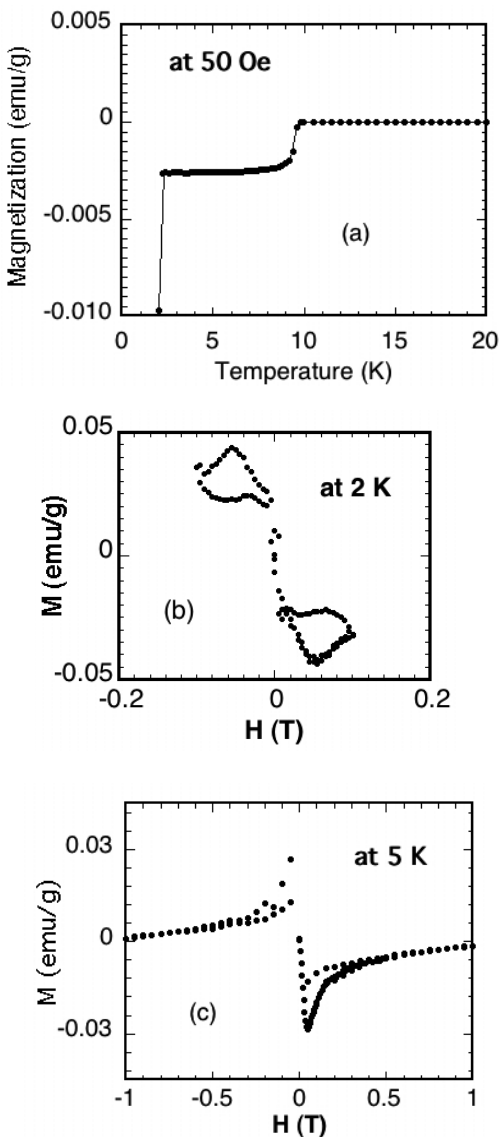 0.005
at 50 Oe
0
-0.005
(a)
-0.010
0 5 10 15 20
Magnetization (emu/g)
Temperature (K)
0.05
at 2 K
0
(b)
-0.05
-0.2 0 0.2
M (emu/g)
H (T)
0.03
at 5 K
0
-0.03
(c)
-1 -0.5 0 0.5 1
M (emu/g)
H (T)